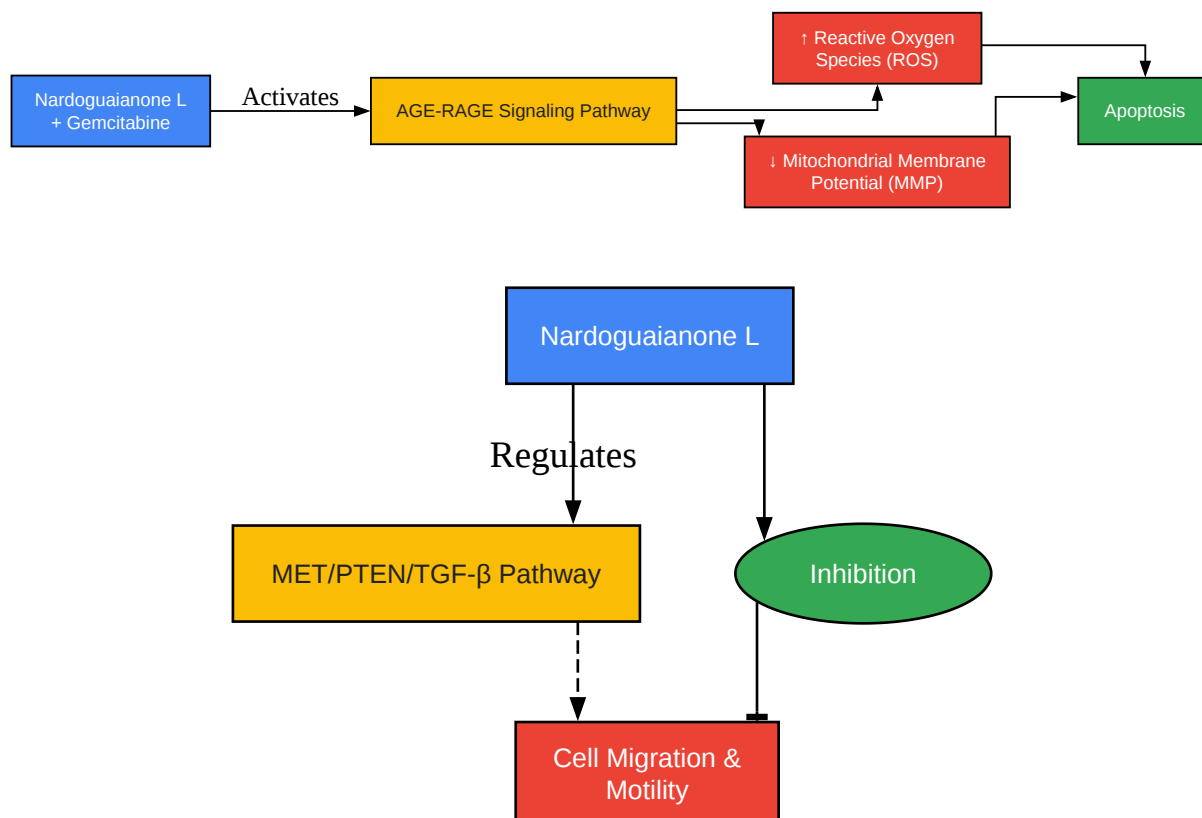 Nardoguaianone L
+ Gemcitabine
Activates
AGE-RAGE Signaling Pathway
↑ Reactive Oxygen
Species (ROS)
↓ Mitochondrial Membrane
Potential (MMP)
Apoptosis
Nardoguaianone L
Regulates
MET/PTEN/TGF-β Pathway
Inhibition
Cell Migration &
Motility